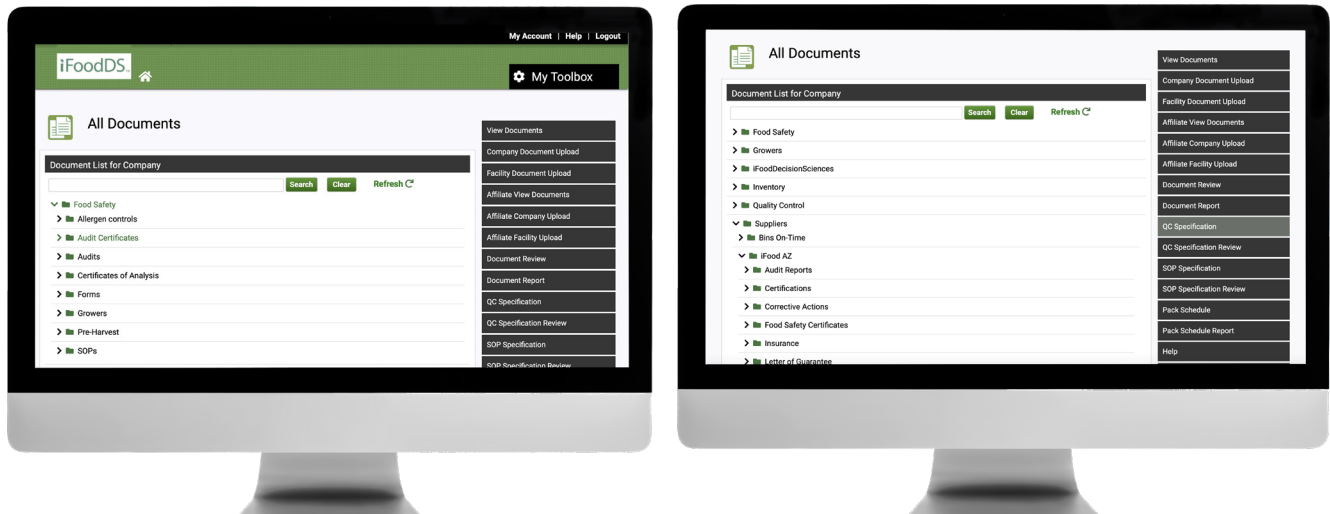 My Account | Help | Logout
iFoodDS
My Toolbox
All Documents
Document List for Company
Search Clear Refresh
Food Safety
Allergen controls
Audit Certificates
Audits
Certificates of Analysis
Forms
Growers
Pre-Harvest
SOPs
View Documents
Company Document Upload
Facility Document Upload
Affiliate View Documents
Affiliate Company Upload
Affiliate Facility Upload
Document Review
Document Report
QC Specification
QC Specification Review
SOP Specification
SOP Specification Review
All Documents
Document List for Company
Search Clear Refresh
Food Safety
Growers
iFoodDecisionSciences
Inventory
Quality Control
Suppliers
Bins On-Time
iFood AZ
Audit Reports
Certifications
Corrective Actions
Food Safety Certificates
Insurance
Letter of Guarantee
View Documents
Company Document Upload
Facility Document Upload
Affiliate View Documents
Affiliate Company Upload
Affiliate Facility Upload
Document Review
Document Report
QC Specification
QC Specification Review
SOP Specification
SOP Specification Review
Pack Schedule
Pack Schedule Report
Help